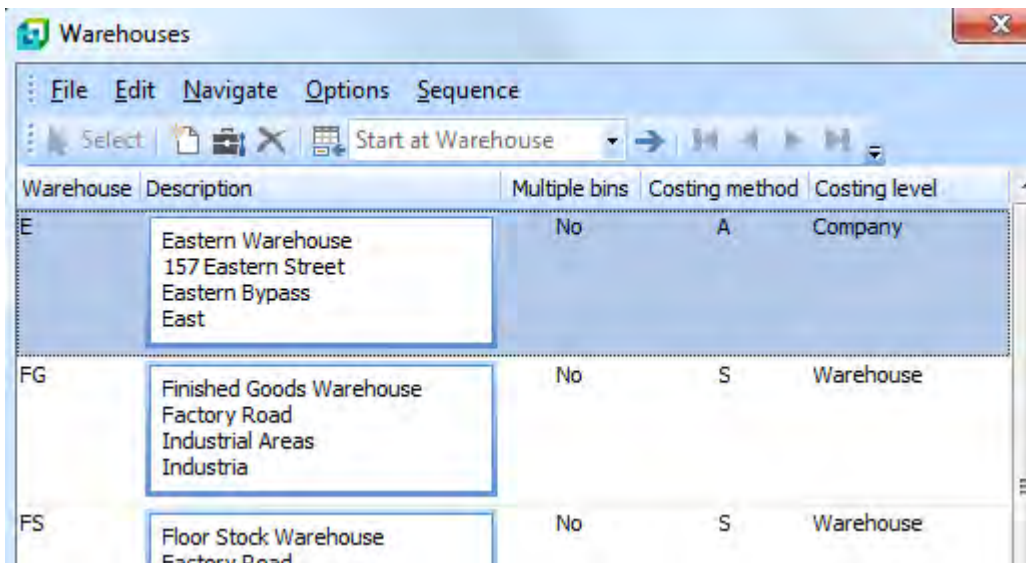 Warehouses
File Edit Navigate Options Sequence
Select Start at Warehouse
Warehouse Description Multiple bins Costing method Costing level
E Eastern Warehouse No A Company
157 Eastern Street
Eastern Bypass
East
FG Finished Goods Warehouse No S Warehouse
Factory Road
Industrial Areas
Industria
FS Floor Stock Warehouse No S Warehouse
Factory Road